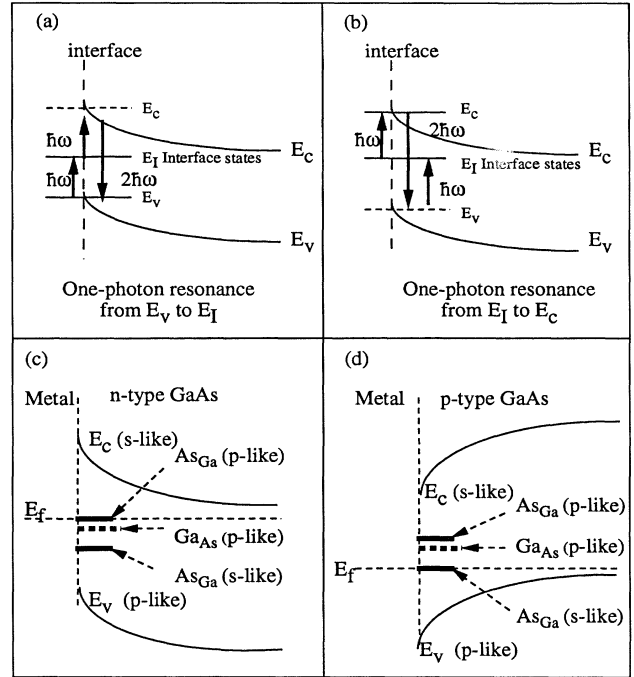 (a)
interface
E_c
ħω
E_c
E_I Interface states
ħω
2ħω
E_v
E_v
One-photon resonance
from E_v to E_I
(b)
interface
E_c
ħω
2ħω
E_c
E_I Interface states
ħω
E_v
E_v
One-photon resonance
from E_I to E_c
(c)
Metal
n-type GaAs
E_c (s-like)
As_Ga (p-like)
E_f
Ga_As (p-like)
As_Ga (s-like)
E_v (p-like)
(d)
Metal
p-type GaAs
E_c (s-like)
As_Ga (p-like)
Ga_As (p-like)
E_f
As_Ga (s-like)
E_v (p-like)